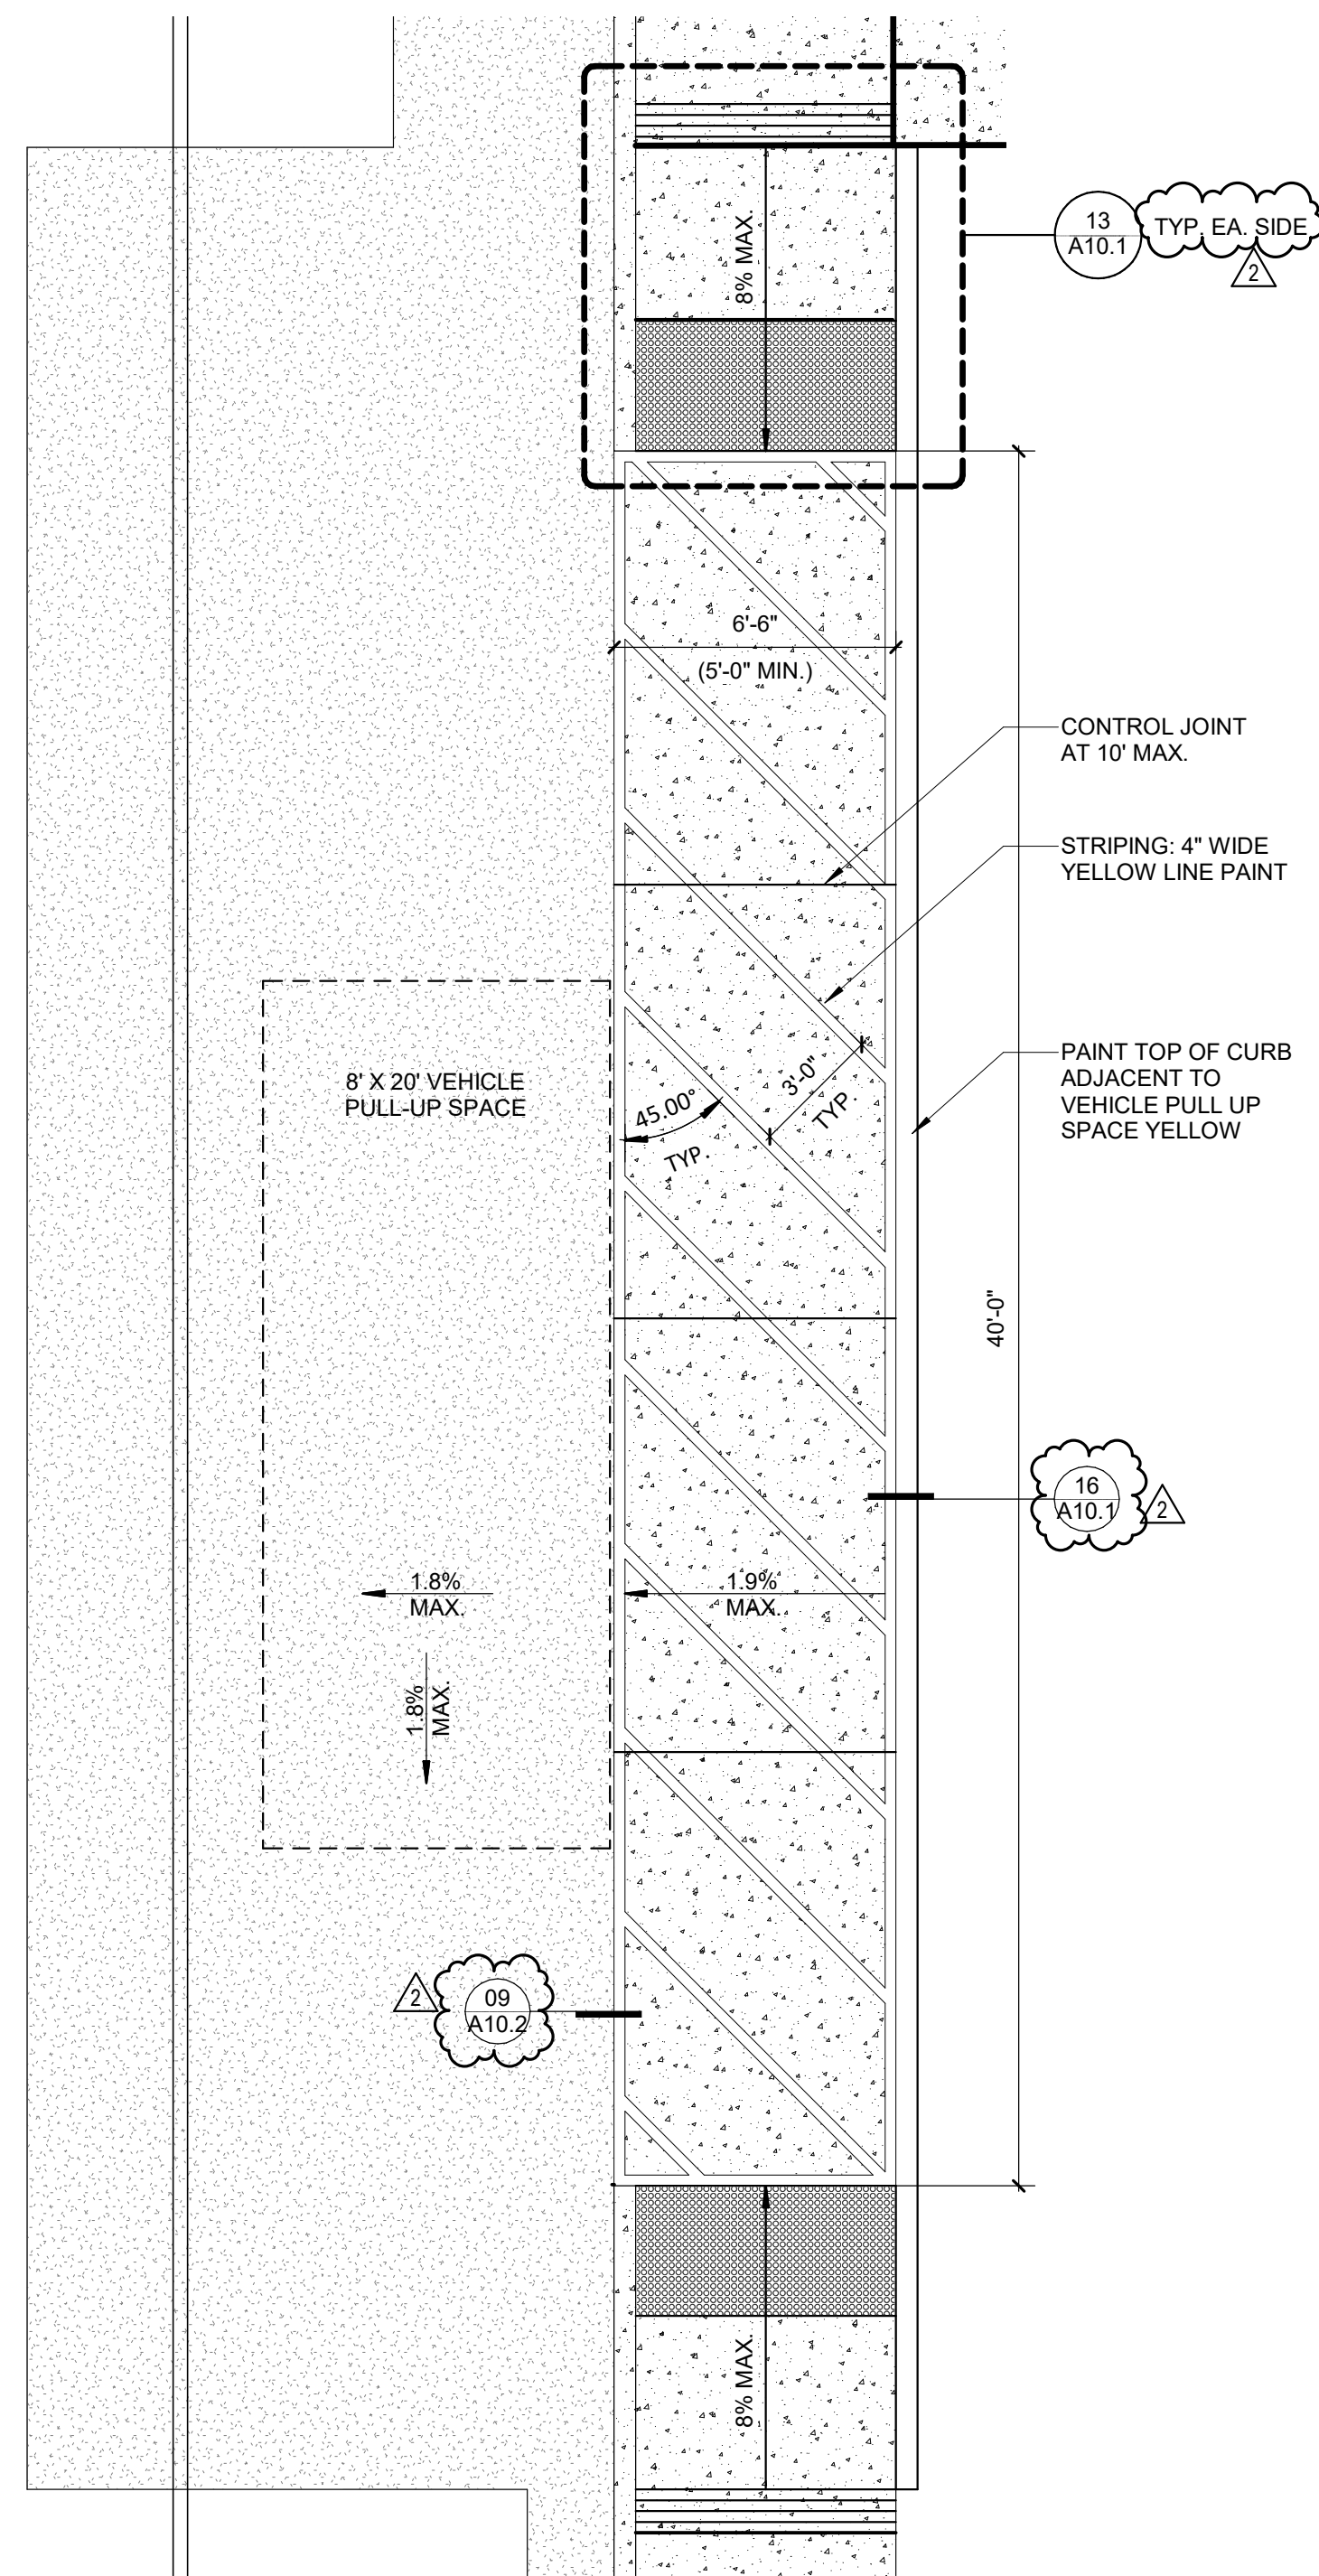 8% MAX.
13
A10.1
TYP. EA. SIDE
2
6'-6"
(5'-0" MIN.)
CONTROL JOINT
AT 10' MAX.
STRIPING: 4" WIDE
YELLOW LINE PAINT
8' X 20' VEHICLE
PULL-UP SPACE
45.00°
TYP.
3'-0"
TYP.
PAINT TOP OF CURB
ADJACENT TO
VEHICLE PULL UP
SPACE YELLOW
40'-0"
16
A10.1
2
1.8%
MAX.
1.9%
MAX.
1.8%
MAX.
2
09
A10.2
8% MAX.